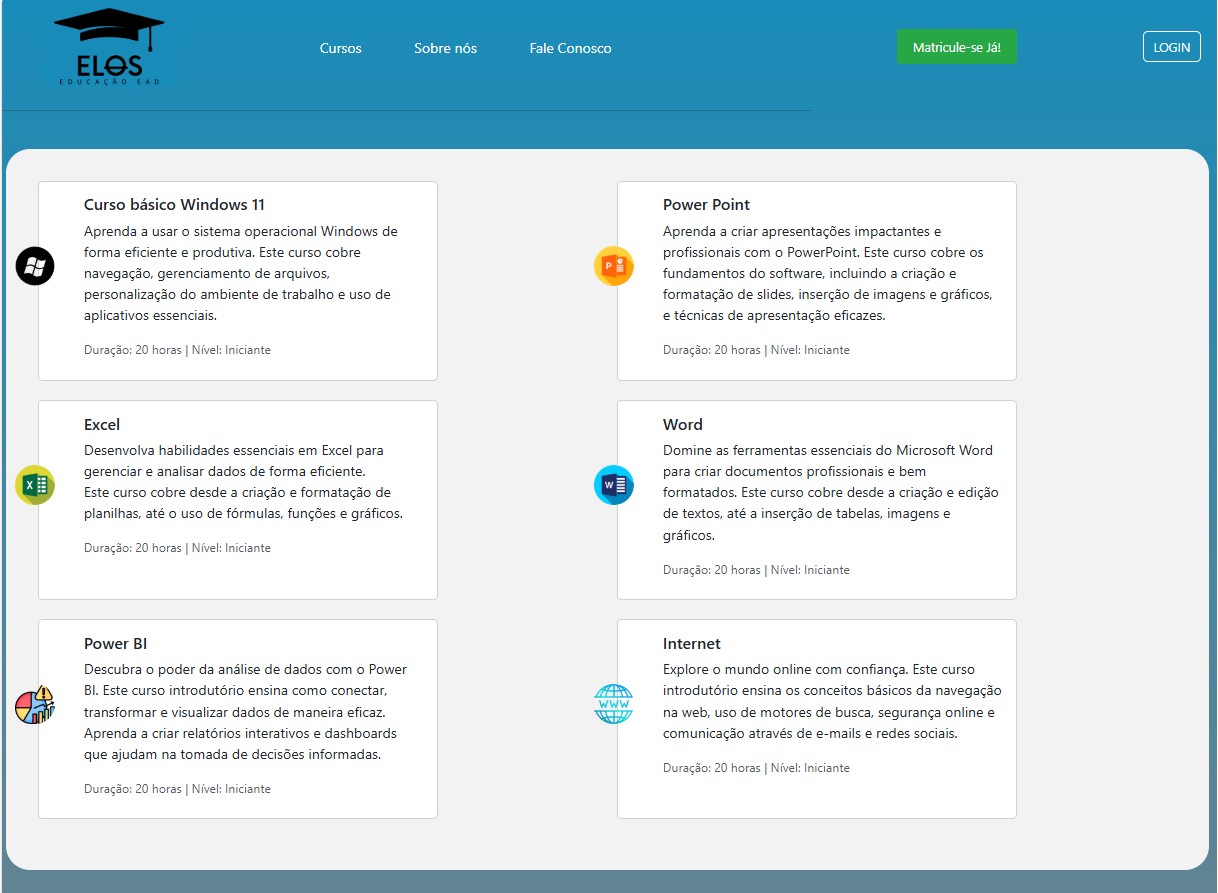 ELOS
EDUCAÇÃO EAD
Cursos
Sobre nós
Fale Conosco
Matricule-se Já!
LOGIN
Curso básico Windows 11
Aprenda a usar o sistema operacional Windows de
forma eficiente e produtiva. Este curso cobre
navegação, gerenciamento de arquivos,
personalização do ambiente de trabalho e uso de
aplicativos essenciais.
Duração: 20 horas | Nível: Iniciante
P
Power Point
Aprenda a criar apresentações impactantes e
profissionais com o PowerPoint. Este curso cobre os
fundamentos do software, incluindo a criação e
formatação de slides, inserção de imagens e gráficos,
e técnicas de apresentação eficazes.
Duração: 20 horas | Nível: Iniciante
X
Excel
Desenvolva habilidades essenciais em Excel para
gerenciar e analisar dados de forma eficiente.
Este curso cobre desde a criação e formatação de
planilhas, até o uso de fórmulas, funções e gráficos.
Duração: 20 horas | Nível: Iniciante
W
Word
Domine as ferramentas essenciais do Microsoft Word
para criar documentos profissionais e bem
formatados. Este curso cobre desde a criação e edição
de textos, até a inserção de tabelas, imagens e
gráficos.
Duração: 20 horas | Nível: Iniciante
Power BI
Descubra o poder da análise de dados com o Power
BI. Este curso introdutório ensina como conectar,
transformar e visualizar dados de maneira eficaz.
Aprenda a criar relatórios interativos e dashboards
que ajudam na tomada de decisões informadas.
Duração: 20 horas | Nível: Iniciante
WWW
Internet
Explore o mundo online com confiança. Este curso
introdutório ensina os conceitos básicos da navegação
na web, uso de motores de busca, segurança online e
comunicação através de e-mails e redes sociais.
Duração: 20 horas | Nível: Iniciante